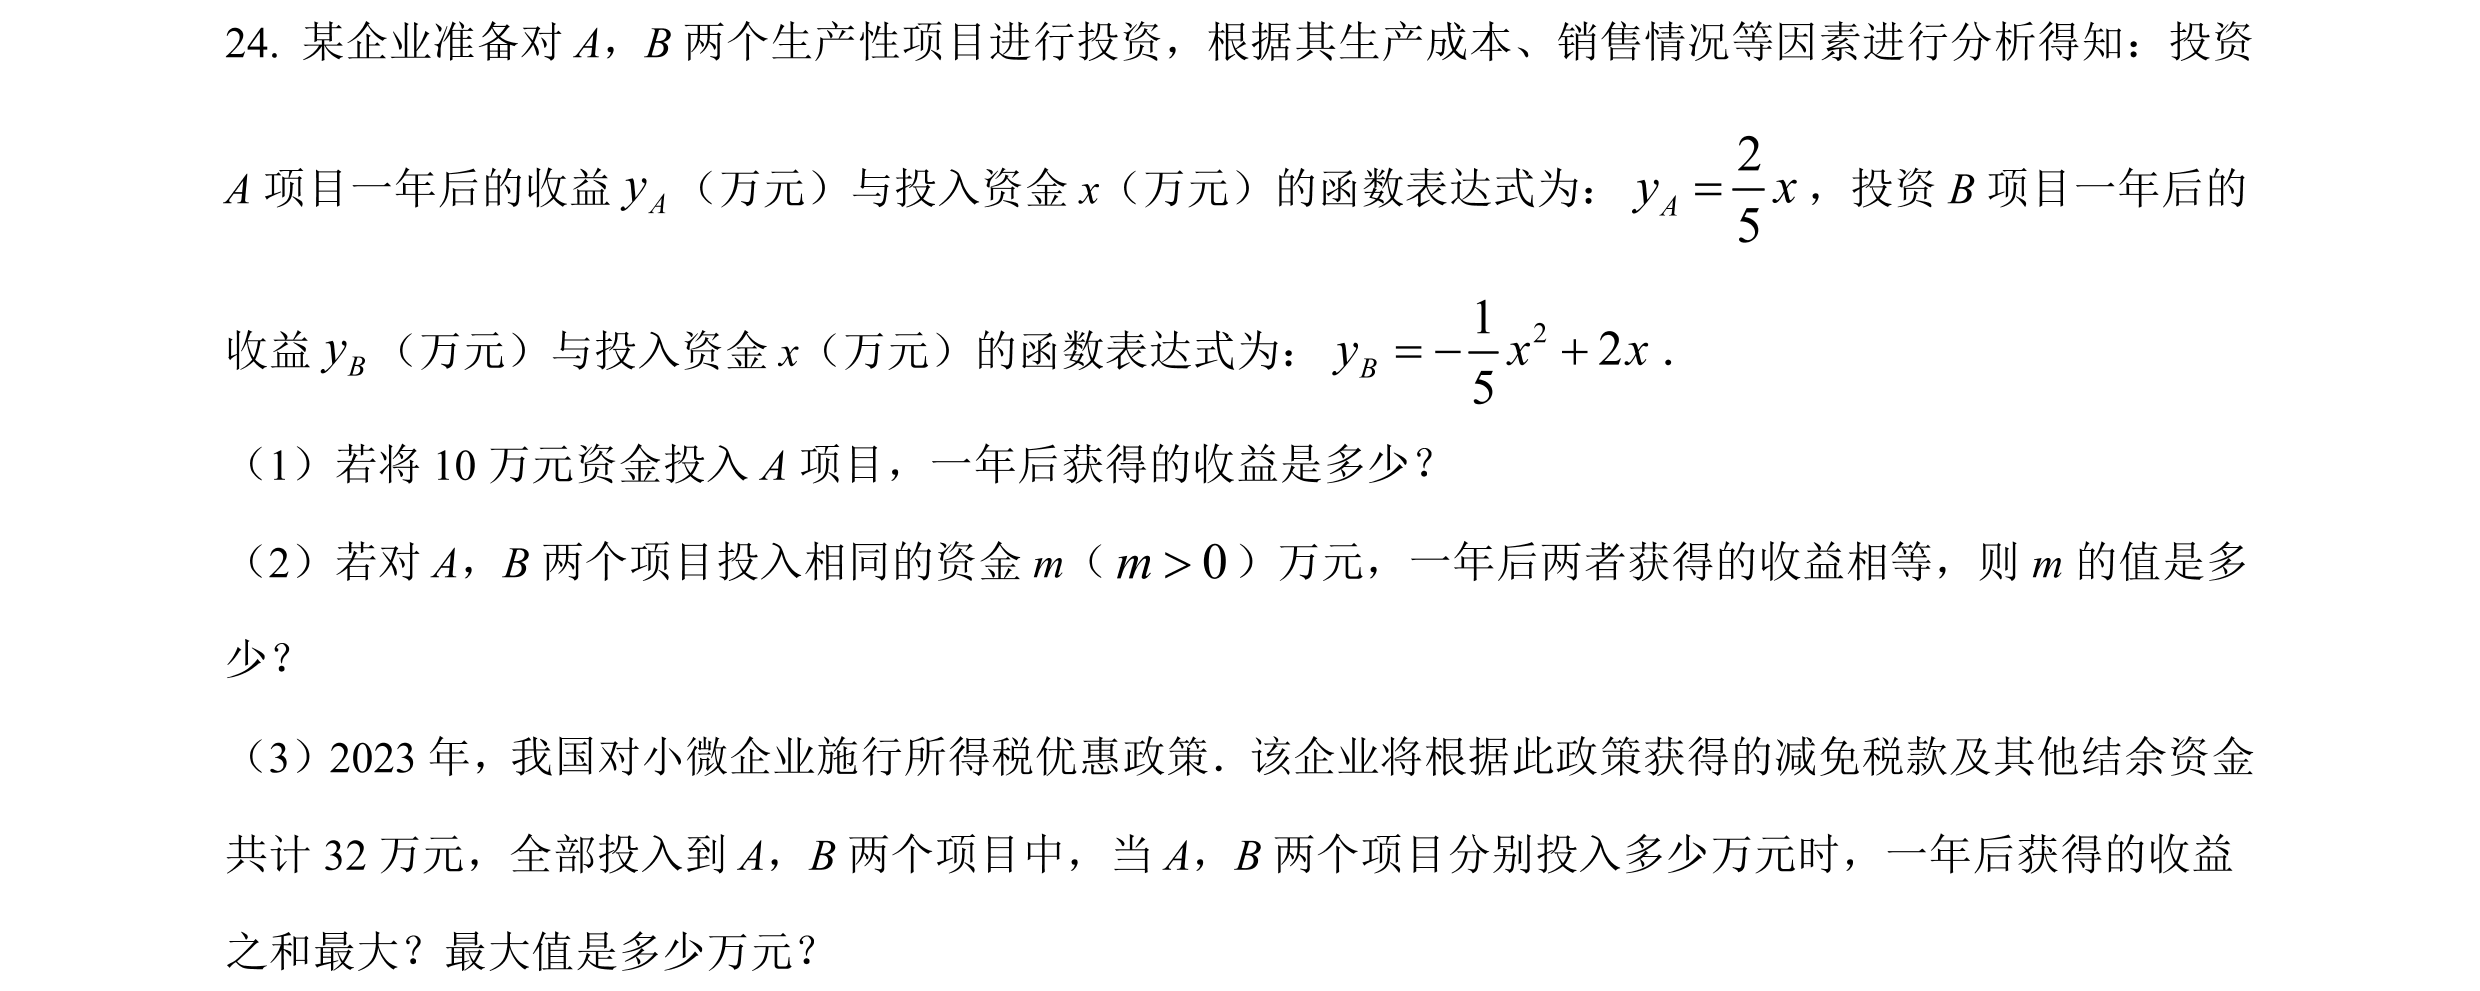 24. 某企业准备对 A，B 两个生产性项目进行投资，根据其生产成本、销售情况等因素进行分析得知：投资
A 项目一年后的收益 y_A（万元）与投入资金 x（万元）的函数表达式为：y_A = \frac{2}{5}x，投资 B 项目一年后的
收益 y_B（万元）与投入资金 x（万元）的函数表达式为：y_B = -\frac{1}{5}x^2 + 2x .
（1）若将 10 万元资金投入 A 项目，一年后获得的收益是多少？
（2）若对 A，B 两个项目投入相同的资金 m（m > 0）万元，一年后两者获得的收益相等，则 m 的值是多
少？
（3）2023 年，我国对小微企业施行所得税优惠政策．该企业将根据此政策获得的减免税款及其他结余资金
共计 32 万元，全部投入到 A，B 两个项目中，当 A，B 两个项目分别投入多少万元时，一年后获得的收益
之和最大？最大值是多少万元？